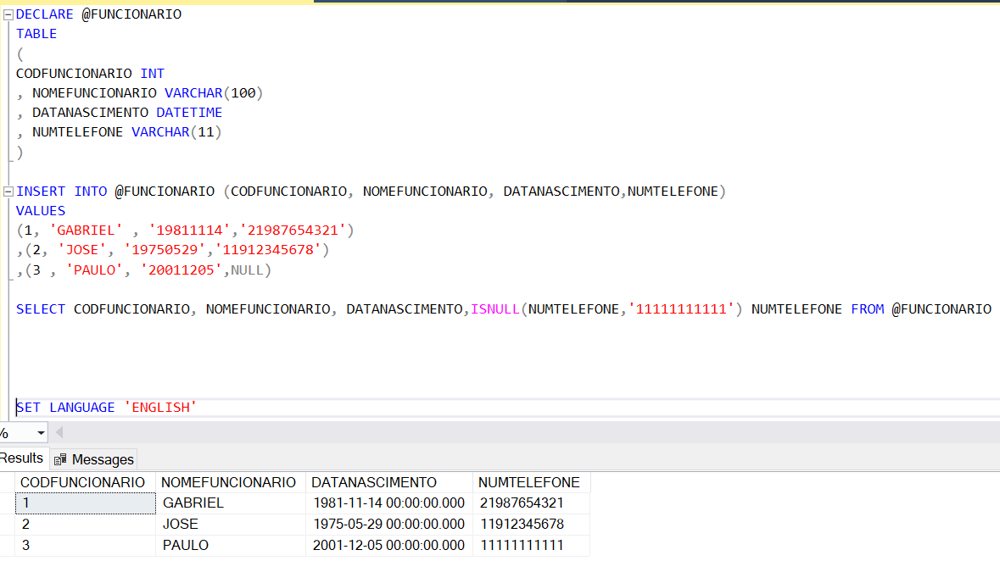 DECLARE @FUNCIONARIO
TABLE
(
CODFUNCIONARIO INT
, NOMEFUNCIONARIO VARCHAR(100)
, DATANASCIMENTO DATETIME
, NUMTELEFONE VARCHAR(11)
)
INSERT INTO @FUNCIONARIO (CODFUNCIONARIO, NOMEFUNCIONARIO, DATANASCIMENTO,NUMTELEFONE)
VALUES
(1, 'GABRIEL' , '19811114','21987654321')
,(2, 'JOSE', '19750529','11912345678')
,(3 , 'PAULO', '20011205',NULL)
SELECT CODFUNCIONARIO, NOMEFUNCIONARIO, DATANASCIMENTO,ISNULL(NUMTELEFONE,'11111111111') NUMTELEFONE FROM @FUNCIONARIO
SET LANGUAGE 'ENGLISH'
%
Results Messages
CODFUNCIONARIO NOMEFUNCIONARIO DATANASCIMENTO NUMTELEFONE
1 GABRIEL 1981-11-14 00:00:00.000 21987654321
2 JOSE 1975-05-29 00:00:00.000 11912345678
3 PAULO 2001-12-05 00:00:00.000 11111111111